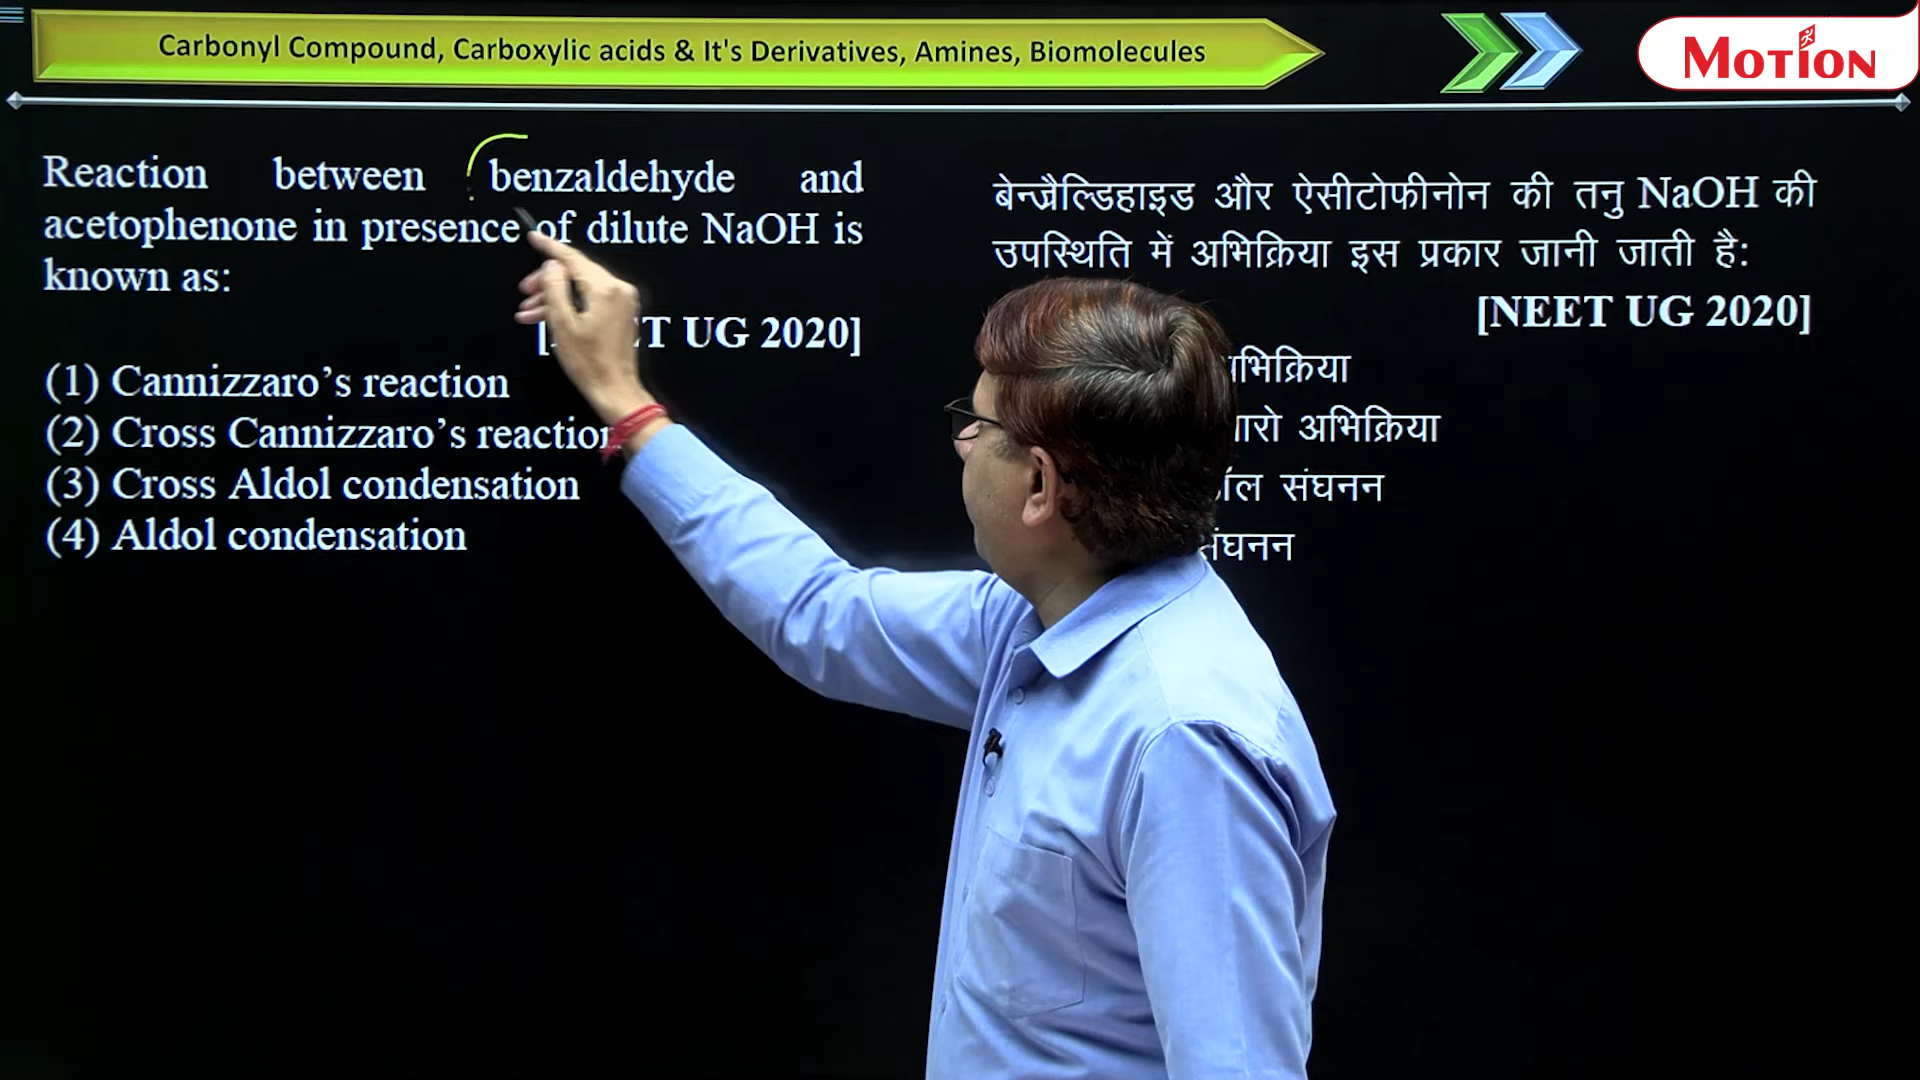 Carbonyl Compound, Carboxylic acids & It's Derivatives, Amines, Biomolecules
MOTION
Reaction between benzaldehyde and
acetophenone in presence of dilute NaOH is
known as:
UG 2020]
(1) Cannizzaro’s reaction
(2) Cross Cannizzaro’s reaction
(3) Cross Aldol condensation
(4) Aldol condensation
बेन्ज़ैल्डिहाइड और ऐसीटोफीनोन की तनु NaOH की
उपस्थिति में अभिक्रिया इस प्रकार जानी जाती है:
[NEET UG 2020]
अभिक्रिया
अभिक्रिया
संघनन
संघनन